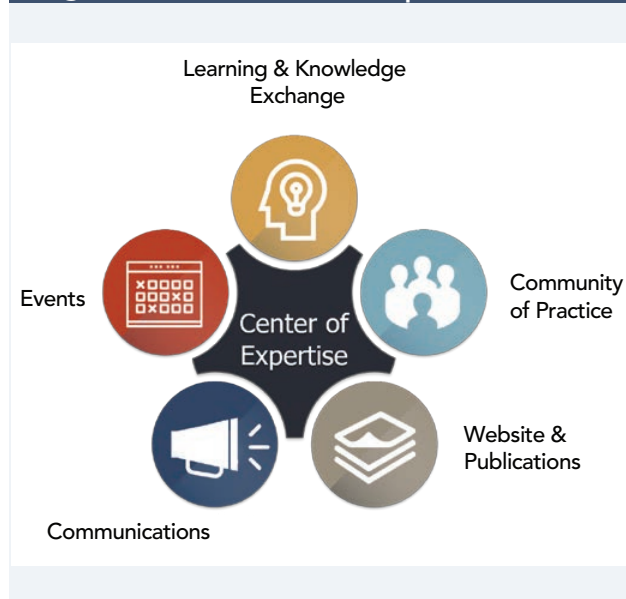 Learning & Knowledge
Exchange
Events
Center of
Expertise
Community
of Practice
Website &
Publications
Communications